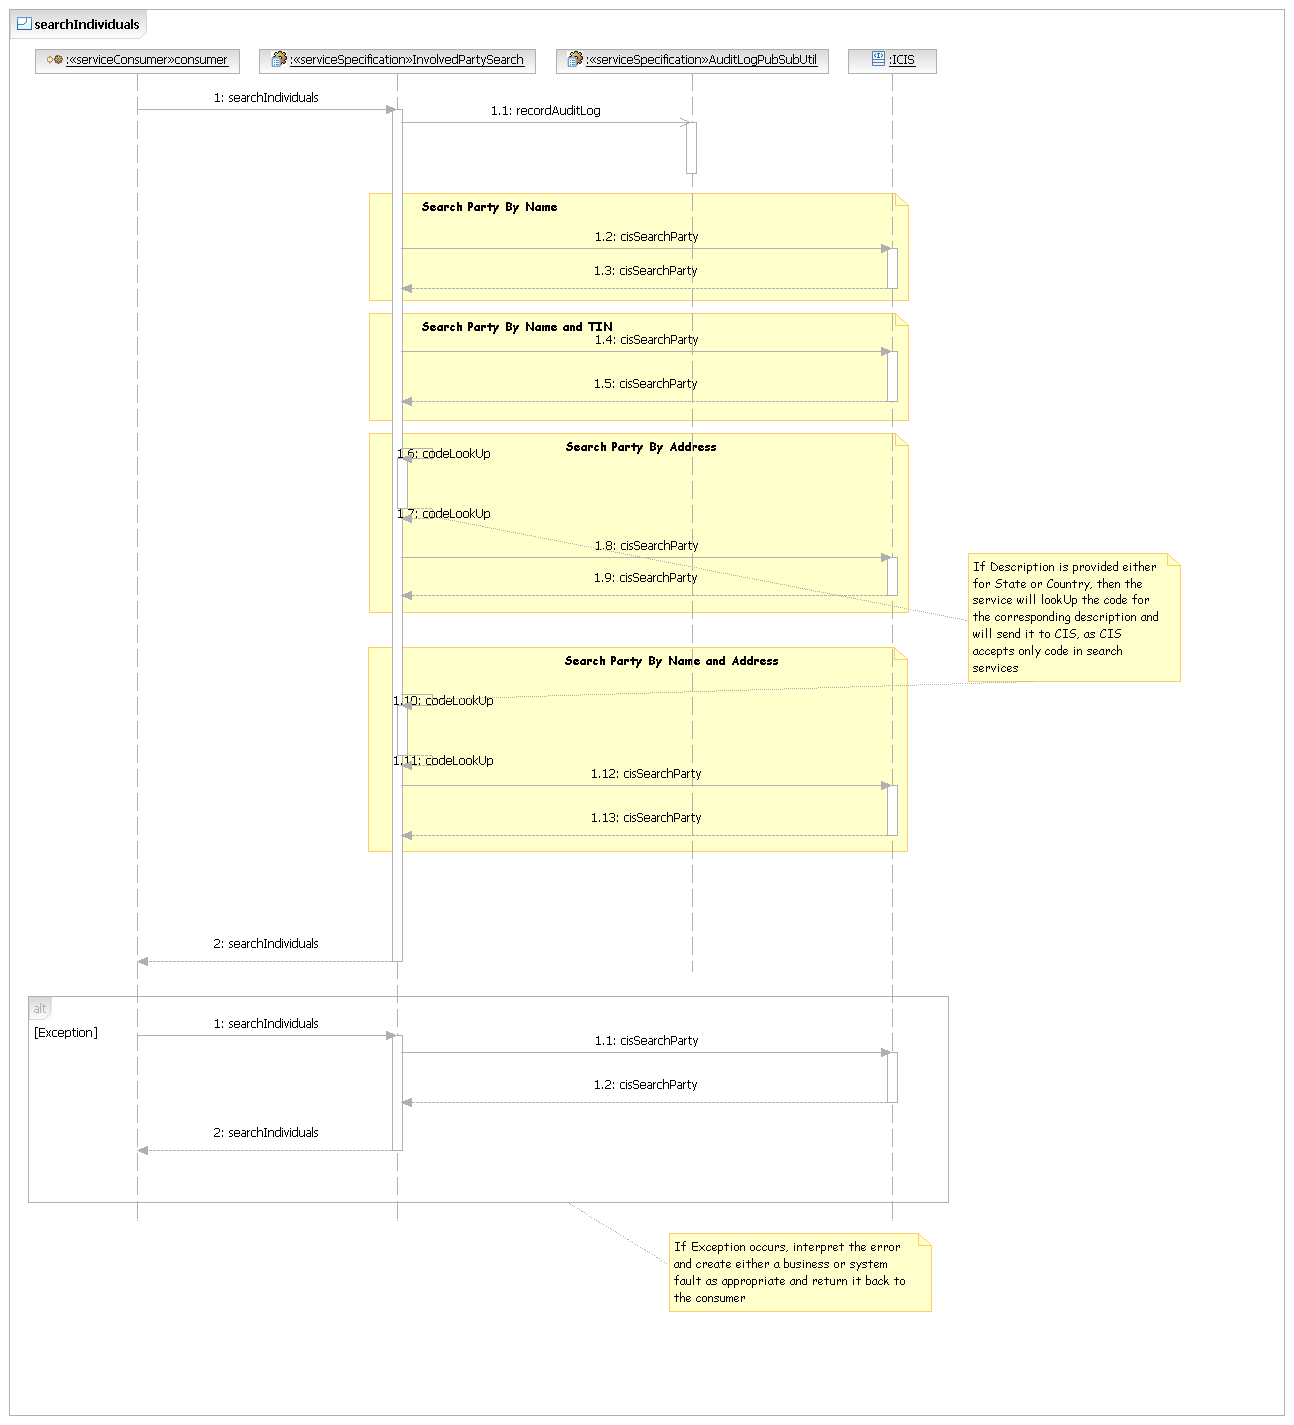 searchIndividuals
:«serviceConsumer»consumer
:«serviceSpecification»InvolvedPartySearch
:«serviceSpecification»AuditLogPubSubUtil
:ICIS
1: searchIndividuals
1.1: recordAuditLog
Search Party By Name
1.2: cisSearchParty
1.3: cisSearchParty
Search Party By Name and TIN
1.4: cisSearchParty
1.5: cisSearchParty
Search Party By Address
1.6: codeLookUp
1.7: codeLookUp
1.8: cisSearchParty
1.9: cisSearchParty
If Description is provided either
for State or Country, then the
service will lookUp the code for
the corresponding description and
will send it to CIS, as CIS
accepts only code in search
services
Search Party By Name and Address
1.10: codeLookUp
1.11: codeLookUp
1.12: cisSearchParty
1.13: cisSearchParty
2: searchIndividuals
alt
[Exception]
1: searchIndividuals
1.1: cisSearchParty
1.2: cisSearchParty
2: searchIndividuals
If Exception occurs, interpret the error
and create either a business or system
fault as appropriate and return it back to
the consumer